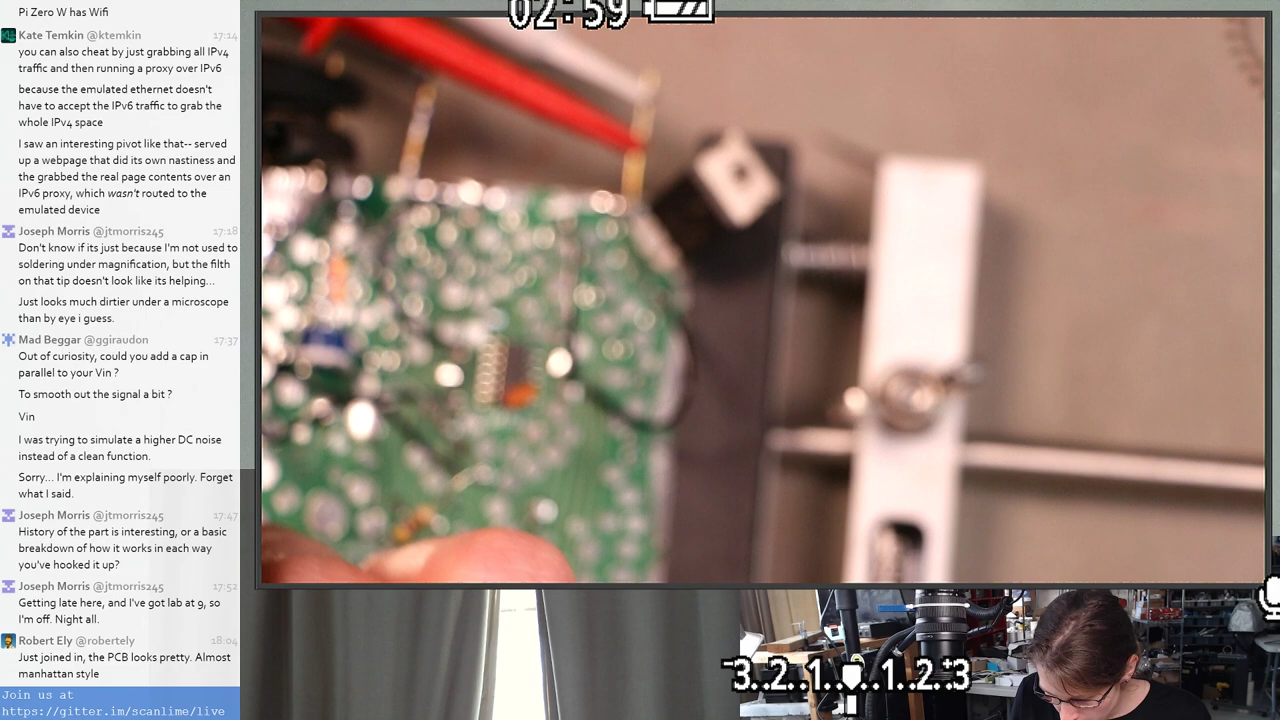 Pi Zero W has Wifi
Kate Temkin @ktemkin 17:14
you can also cheat by just grabbing all IPv4
traffic and then running a proxy over IPv6
because the emulated ethernet doesn't
have to accept the IPv6 traffic to grab the
whole IPv4 space
I saw an interesting pivot like that-- served
up a webpage that did its own nastiness and
the grabbed the real page contents over an
IPv6 proxy, which wasn't routed to the
emulated device
Joseph Morris @jtmorris245 17:18
Don't know if its just because I'm not used to
soldering under magnification, but the filth
on that tip doesn't look like its helping...
Just looks much dirtier under a microscope
than by eye i guess.
Mad Beggar @ggiraudon 17:37
Out of curiosity, could you add a cap in
parallel to your Vin ?
To smooth out the signal a bit ?
Vin
I was trying to simulate a higher DC noise
instead of a clean function.
Sorry... I'm explaining myself poorly. Forget
what I said.
Joseph Morris @jtmorris245 17:47
History of the part is interesting, or a basic
breakdown of how it works in each way
you've hooked it up?
Joseph Morris @jtmorris245 17:52
Getting late here, and I've got lab at 9, so
I'm off. Night all.
Robert Ely @robertely 18:04
Just joined in, the PCB looks pretty. Almost
manhattan style
Join us at
https://gitter.im/scanlime/live
02:59
-3..2..1.. ..1..2.+3